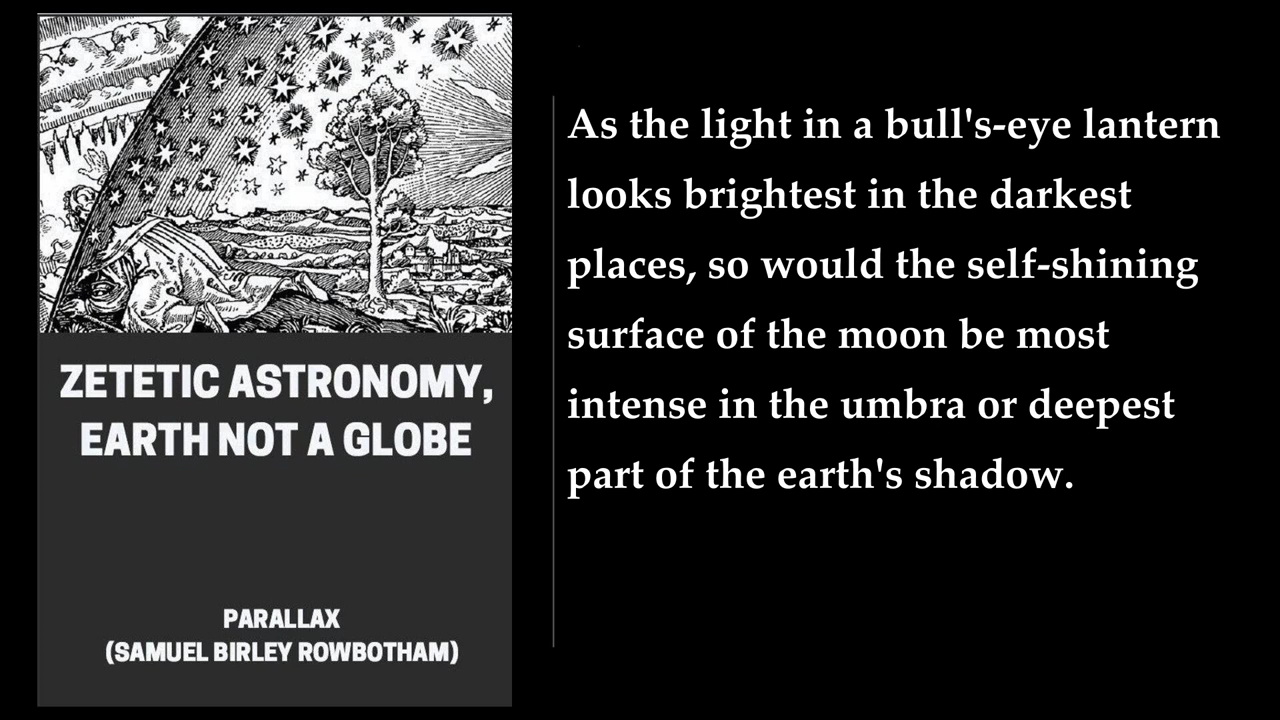 ZETETIC ASTRONOMY,
EARTH NOT A GLOBE
PARALLAX
(SAMUEL BIRLEY ROWBOTHAM)
As the light in a bull's-eye lantern
looks brightest in the darkest
places, so would the self-shining
surface of the moon be most
intense in the umbra or deepest
part of the earth's shadow.